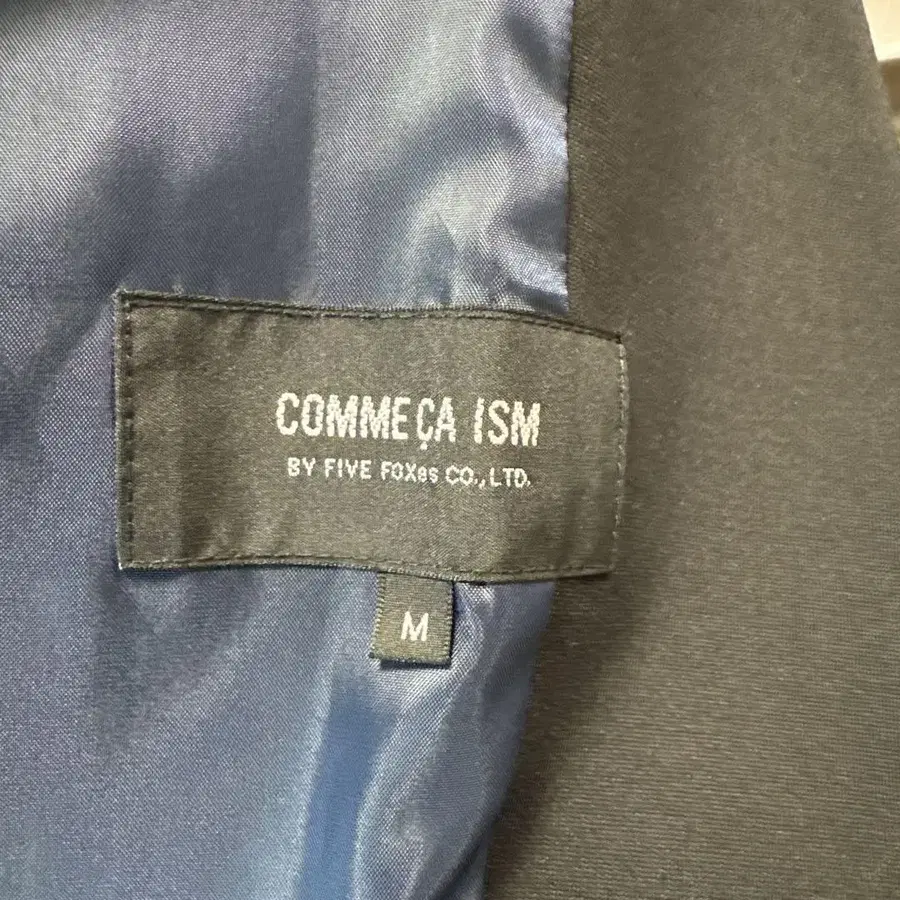 COMME ÇA ISM
BY FIVE FOXes CO., LTD.
M